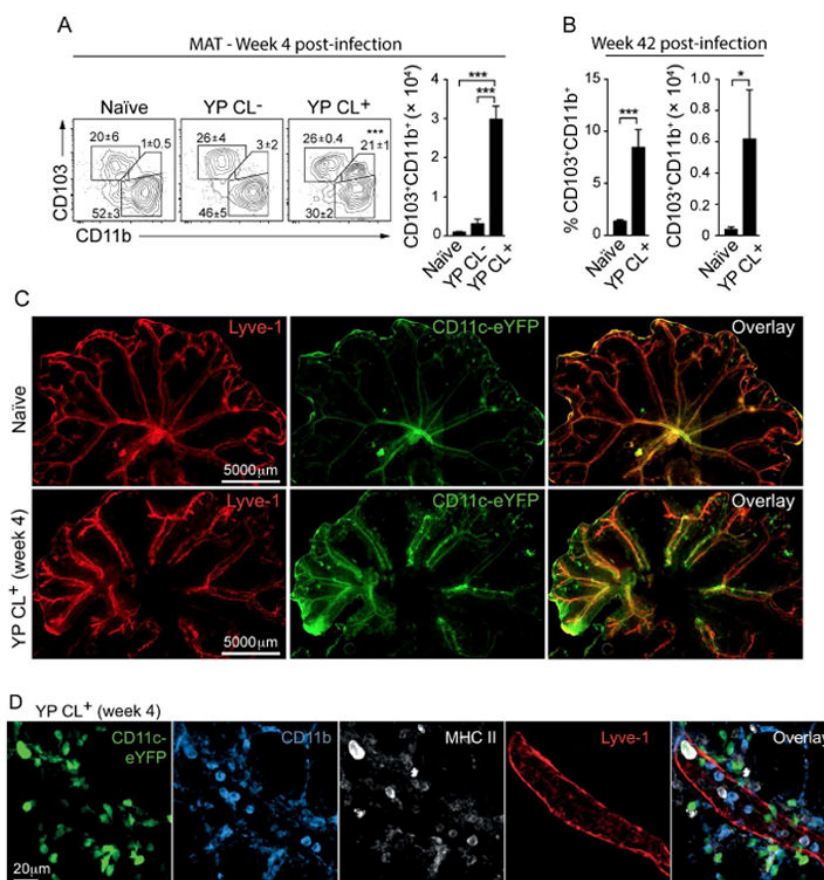 A
MAT - Week 4 post-infection
Naïve
YP CL-
YP CL+
20±6
1±0.5
52±3
26±4
3±2
46±5
26±0.4
***
21±1
30±2
CD103
CD11b
CD103+CD11b+ (× 10⁴)
4
3
2
1
0
***
***
Naïve
YP CL-
YP CL+
B
Week 42 post-infection
% CD103+CD11b+
15
10
5
0
***
Naïve
YP CL+
CD103+CD11b+ (× 10⁴)
1.0
0.8
0.6
0.4
0.2
0
*
Naïve
YP CL+
C
Naïve
Lyve-1
5000μm
CD11c-eYFP
Overlay
YP CL+ (week 4)
Lyve-1
5000μm
CD11c-eYFP
Overlay
D
YP CL+ (week 4)
CD11c-
eYFP
20μm
CD11b
MHC II
Lyve-1
Overlay